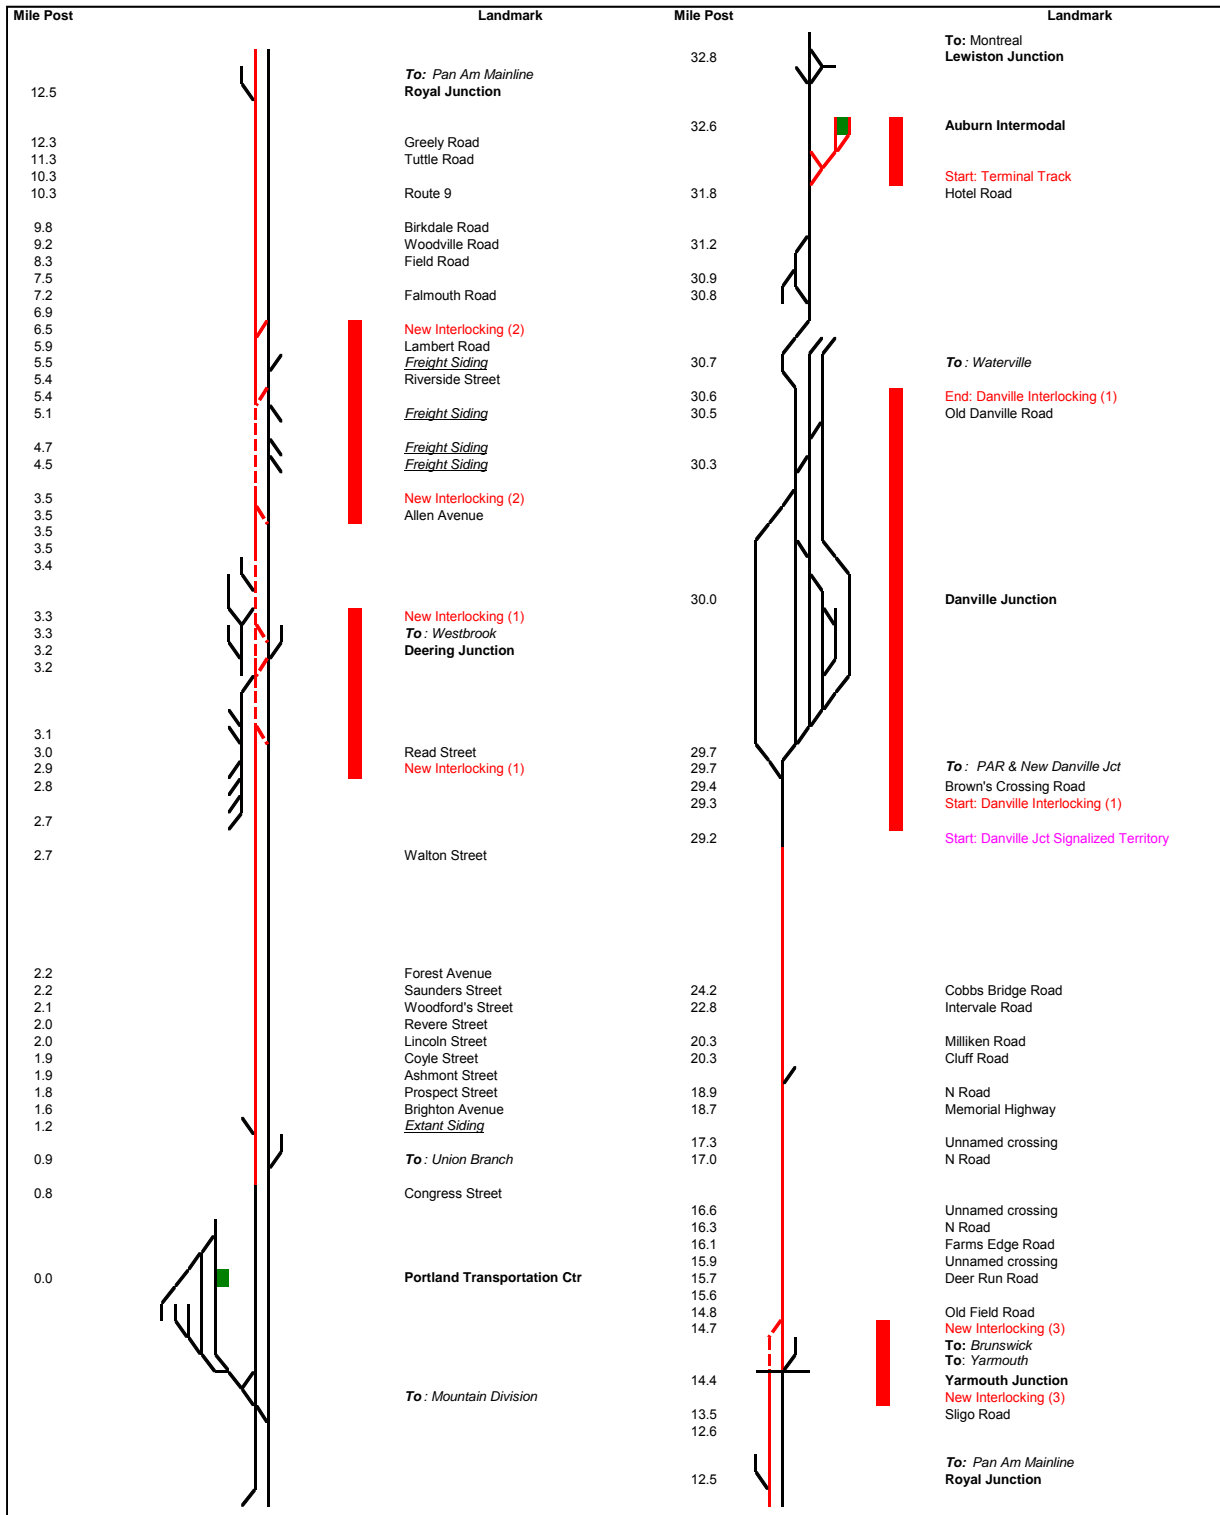 Mile Post Landmark
To: Pan Am Mainline
12.5 Royal Junction
12.3 Greely Road
11.3 Tuttle Road
10.3
10.3 Route 9
9.8 Birkdale Road
9.2 Woodville Road
8.3 Field Road
7.5
7.2 Falmouth Road
6.9
6.5 New Interlocking (2)
5.9 Lambert Road
5.5 Freight Siding
5.4 Riverside Street
5.4
5.1 Freight Siding
4.7 Freight Siding
4.5 Freight Siding
3.5 New Interlocking (2)
3.5 Allen Avenue
3.5
3.5
3.4
3.3 New Interlocking (1)
3.3 To: Westbrook
3.2 Deering Junction
3.2
3.1
3.0 Read Street
2.9 New Interlocking (1)
2.8
2.7
2.7 Walton Street
2.2 Forest Avenue
2.2 Saunders Street
2.1 Woodford's Street
2.0 Revere Street
2.0 Lincoln Street
1.9 Coyle Street
1.9 Ashmont Street
1.8 Prospect Street
1.6 Brighton Avenue
1.2 Extant Siding
0.9 To: Union Branch
0.8 Congress Street
0.0 Portland Transportation Ctr
To: Mountain Division
Mile Post Landmark
To: Montreal
32.8 Lewiston Junction
32.6 Auburn Intermodal
Start: Terminal Track
31.8 Hotel Road
31.2
30.9
30.8
30.7 To: Waterville
30.6 End: Danville Interlocking (1)
30.5 Old Danville Road
30.3
30.0 Danville Junction
29.7
29.7 To: PAR & New Danville Jct
29.4 Brown's Crossing Road
29.3 Start: Danville Interlocking (1)
29.2 Start: Danville Jct Signalized Territory
24.2 Cobbs Bridge Road
22.8 Intervale Road
20.3 Milliken Road
20.3 Cluff Road
18.9 N Road
18.7 Memorial Highway
17.3 Unnamed crossing
17.0 N Road
16.6 Unnamed crossing
16.3 N Road
16.1 Farms Edge Road
15.9 Unnamed crossing
15.7 Deer Run Road
15.6
14.8 Old Field Road
14.7 New Interlocking (3)
To: Brunswick
To: Yarmouth
14.4 Yarmouth Junction
New Interlocking (3)
13.5 Sligo Road
12.6
To: Pan Am Mainline
12.5 Royal Junction